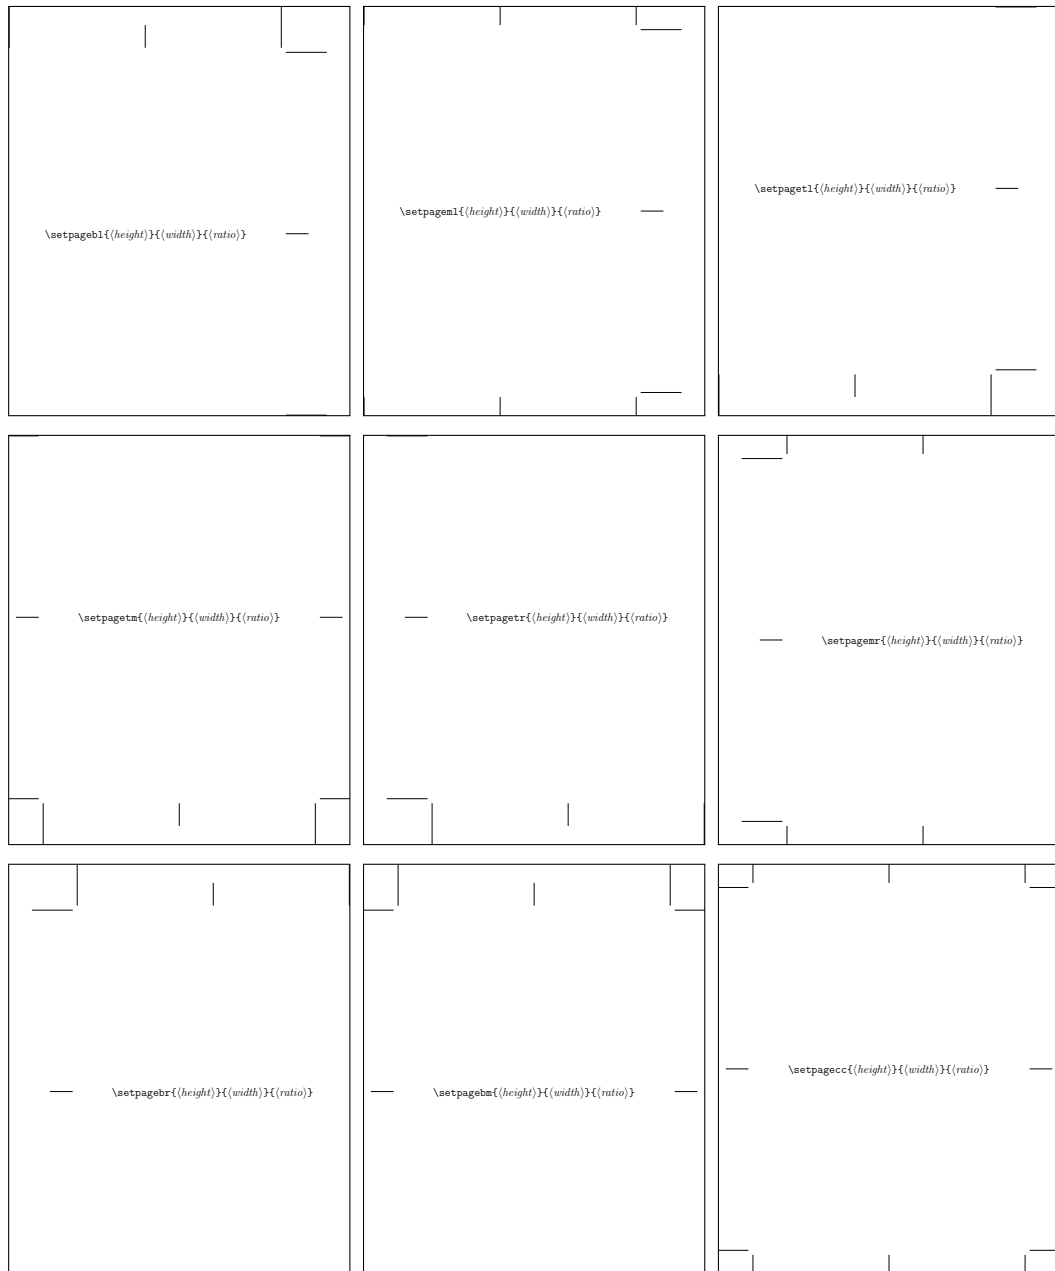 \setpagebl{⟨height⟩}{⟨width⟩}{⟨ratio⟩}
\setpageml{⟨height⟩}{⟨width⟩}{⟨ratio⟩}
\setpagetl{⟨height⟩}{⟨width⟩}{⟨ratio⟩}
\setpagetm{⟨height⟩}{⟨width⟩}{⟨ratio⟩}
\setpagetr{⟨height⟩}{⟨width⟩}{⟨ratio⟩}
\setpagemr{⟨height⟩}{⟨width⟩}{⟨ratio⟩}
\setpagebr{⟨height⟩}{⟨width⟩}{⟨ratio⟩}
\setpagebm{⟨height⟩}{⟨width⟩}{⟨ratio⟩}
\setpagecc{⟨height⟩}{⟨width⟩}{⟨ratio⟩}